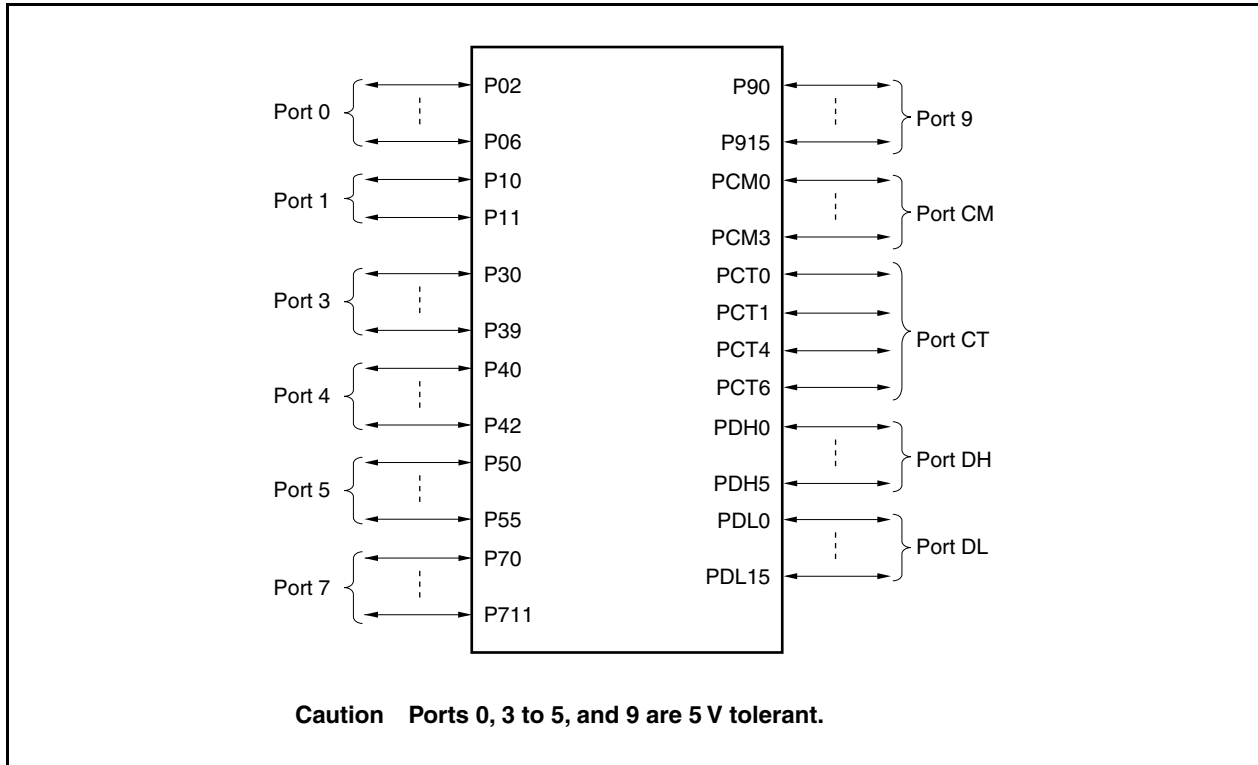 Port 0
P02
P06
Port 1
P10
P11
Port 3
P30
P39
Port 4
P40
P42
Port 5
P50
P55
Port 7
P70
P711
P90
P915
Port 9
PCM0
PCM3
Port CM
PCT0
PCT1
PCT4
PCT6
Port CT
PDH0
PDH5
Port DH
PDL0
PDL15
Port DL
Caution Ports 0, 3 to 5, and 9 are 5 V tolerant.